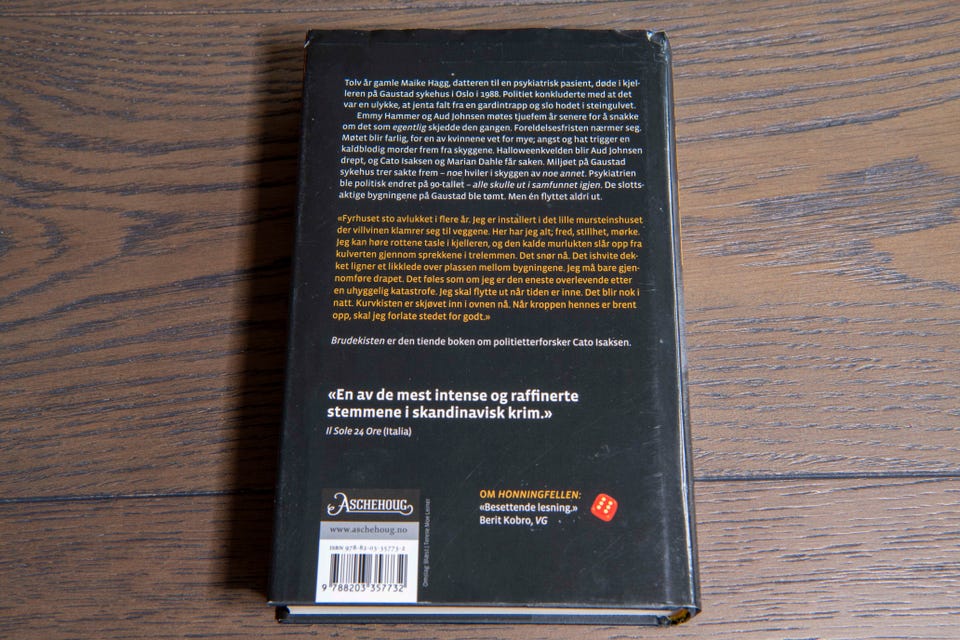 Tolv år gamle Maike Hagg, datteren til en psykiatrisk pasient, døde i kjel-
leren på Gaustad sykehus i Oslo i 1988. Politiet konkluderte med at det
var en ulykke, at jenta falt fra en gardintrapp og slo hodet i steingulvet.
Emmy Hammer og Aud Johnsen møtes tjuefem år senere for å snakke
om det som egentlig skjedde den gangen. Foreldelsesfristen nærmer seg.
Møtet blir farlig, for en av kvinnene vet for mye; angst og hat trigger en
kaldblodig morder frem fra skyggene. Halloweenkvelden blir Aud Johnsen
drept, og Cato Isaksen og Marian Dahle får saken. Miljøet på Gaustad
sykehus trer sakte frem – noe hviler i skyggen av noe annet. Psykiatrien
ble politisk endret på 90-tallet – alle skulle ut i samfunnet igjen. De slotts-
aktige bygningene på Gaustad ble tømt. Men én flyttet aldri ut.
«Fyrhuset sto avlukket i flere år. Jeg er installert i det lille mursteinshuset
der villvinen klamrer seg til veggene. Her har jeg alt; fred, stillhet, mørke.
Jeg kan høre rottene tasle i kjelleren, og den kalde murlukten slår opp fra
kulverten gjennom sprekkene i trelemmen. Det snør nå. Det ishvite dek-
ket ligner et likklede over plassen mellom bygningene. Jeg må bare gjen-
nomføre drapet. Det føles som om jeg er den eneste overlevende etter
en uhyggelig katastrofe. Jeg skal flytte ut når tiden er inne. Det blir nok i
natt. Kurvkisten er skjøvet inn i ovnen nå. Når kroppen hennes er brent
opp, skal jeg forlate stedet for godt.»
Brudekisten er den tiende boken om politietterforsker Cato Isaksen.
«En av de mest intense og raffinerte
stemmene i skandinavisk krim.»
Il Sole 24 Ore (Italia)
OM HONNINGFELLEN:
«Besettende lesning.»
Berit Kobro, VG
ASCHEHOUG
www.aschehoug.no
ISBN 978-82-03-35773-2
9 788203 357732
Omslag: Blæst | Terese Moe Leiner